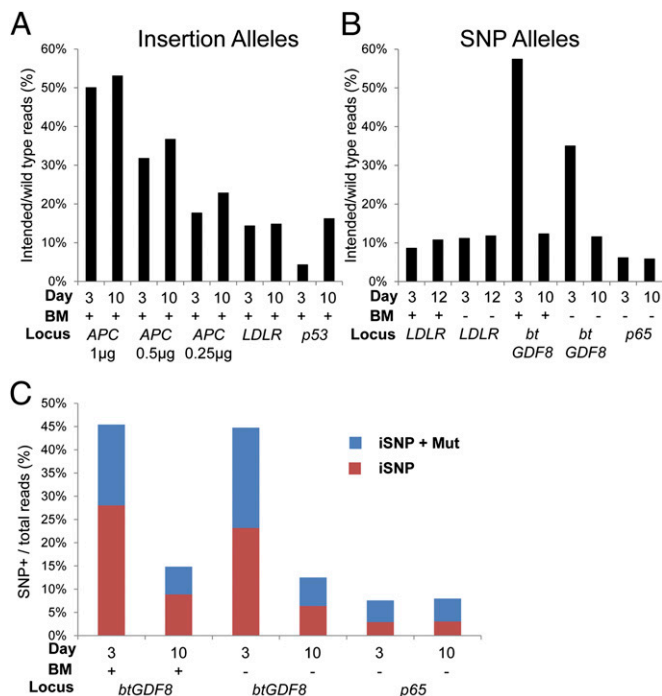 A
Insertion Alleles
Intended/wild type reads (%)
60%
50%
40%
30%
20%
10%
0%
Day 3 10 3 10 3 10 3 10 3 10
BM + + + + + + + + + +
Locus APC APC APC LDLR p53
1µg 0.5µg 0.25µg
B
SNP Alleles
Intended/wild type reads (%)
60%
50%
40%
30%
20%
10%
0%
Day 3 12 3 12 3 10 3 10 3 10
BM + + - - + + - - - -
Locus LDLR LDLR bt bt p65
GDF8 GDF8
C
SNP+ / total reads (%)
50%
45%
40%
35%
30%
25%
20%
15%
10%
5%
0%
iSNP + Mut
iSNP
Day 3 10 3 10 3 10
BM + + - - - -
Locus btGDF8 btGDF8 p65